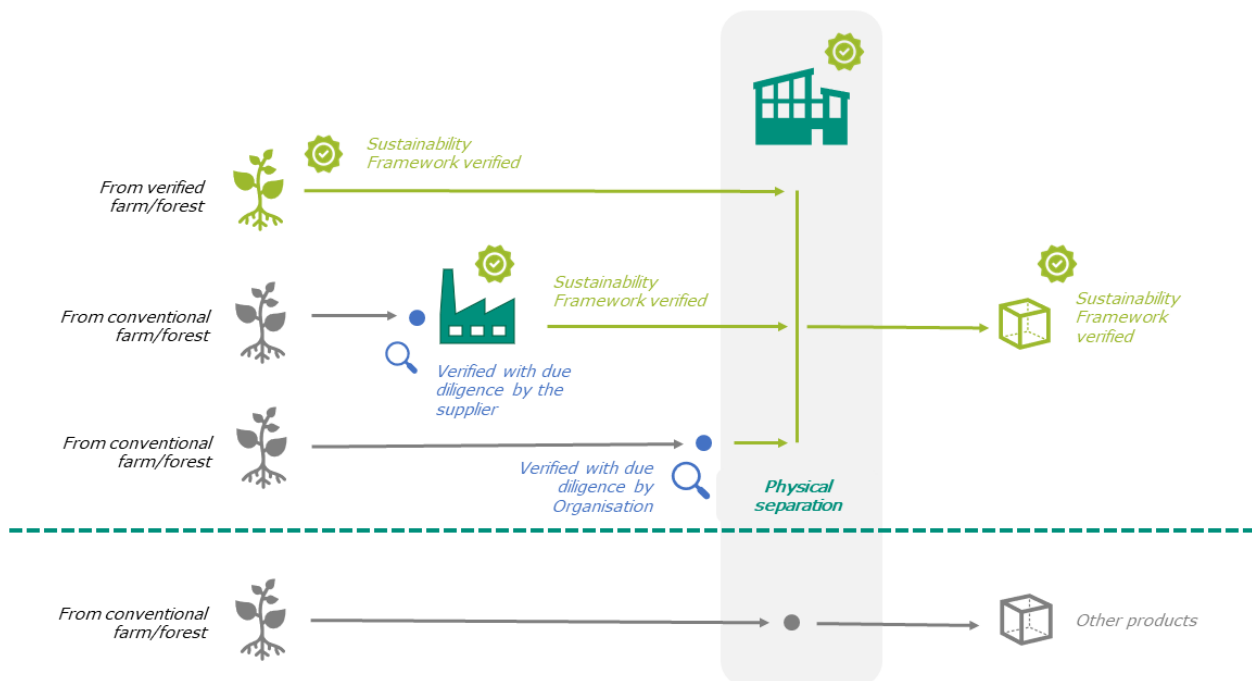 Sustainability
Framework verified
From verified
farm/forest
Sustainability
Framework verified
From conventional
farm/forest
Verified with due
diligence by the
supplier
Sustainability
Framework
verified
From conventional
farm/forest
Verified with due
diligence by
Organisation
Physical
separation
From conventional
farm/forest
Other products